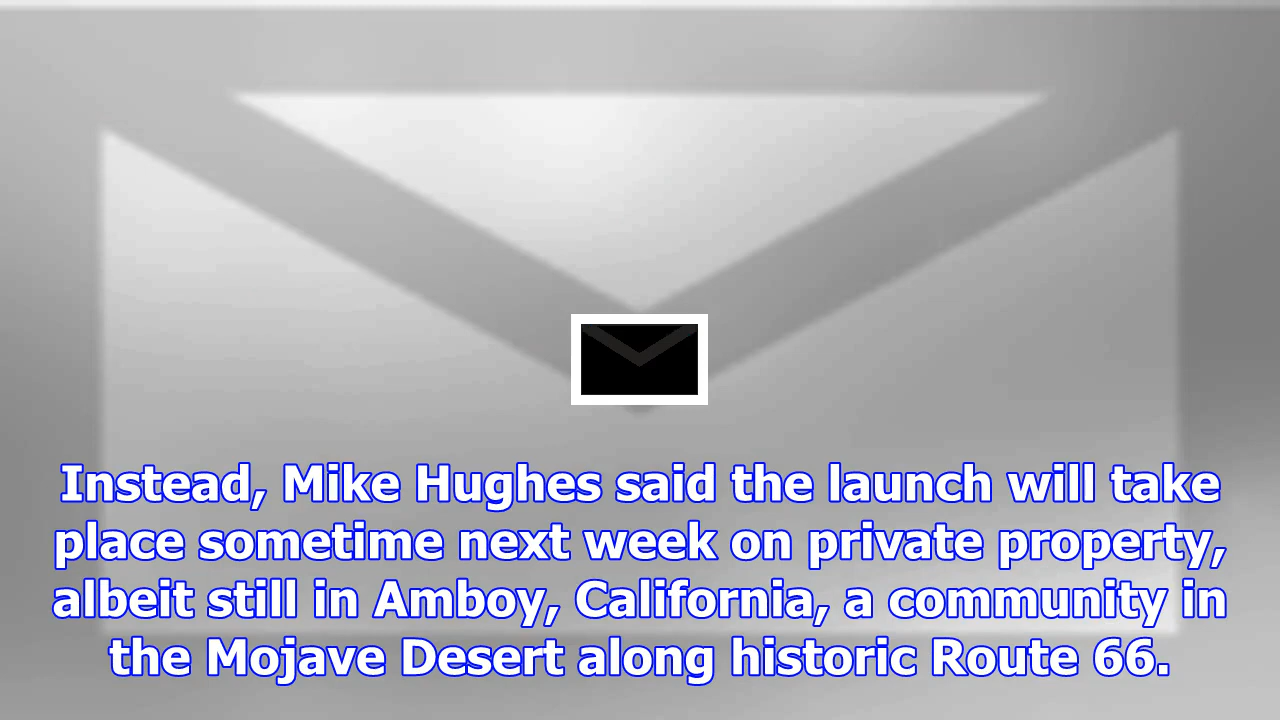 Instead, Mike Hughes said the launch will take
place sometime next week on private property,
albeit still in Amboy, California, a community in
the Mojave Desert along historic Route 66.